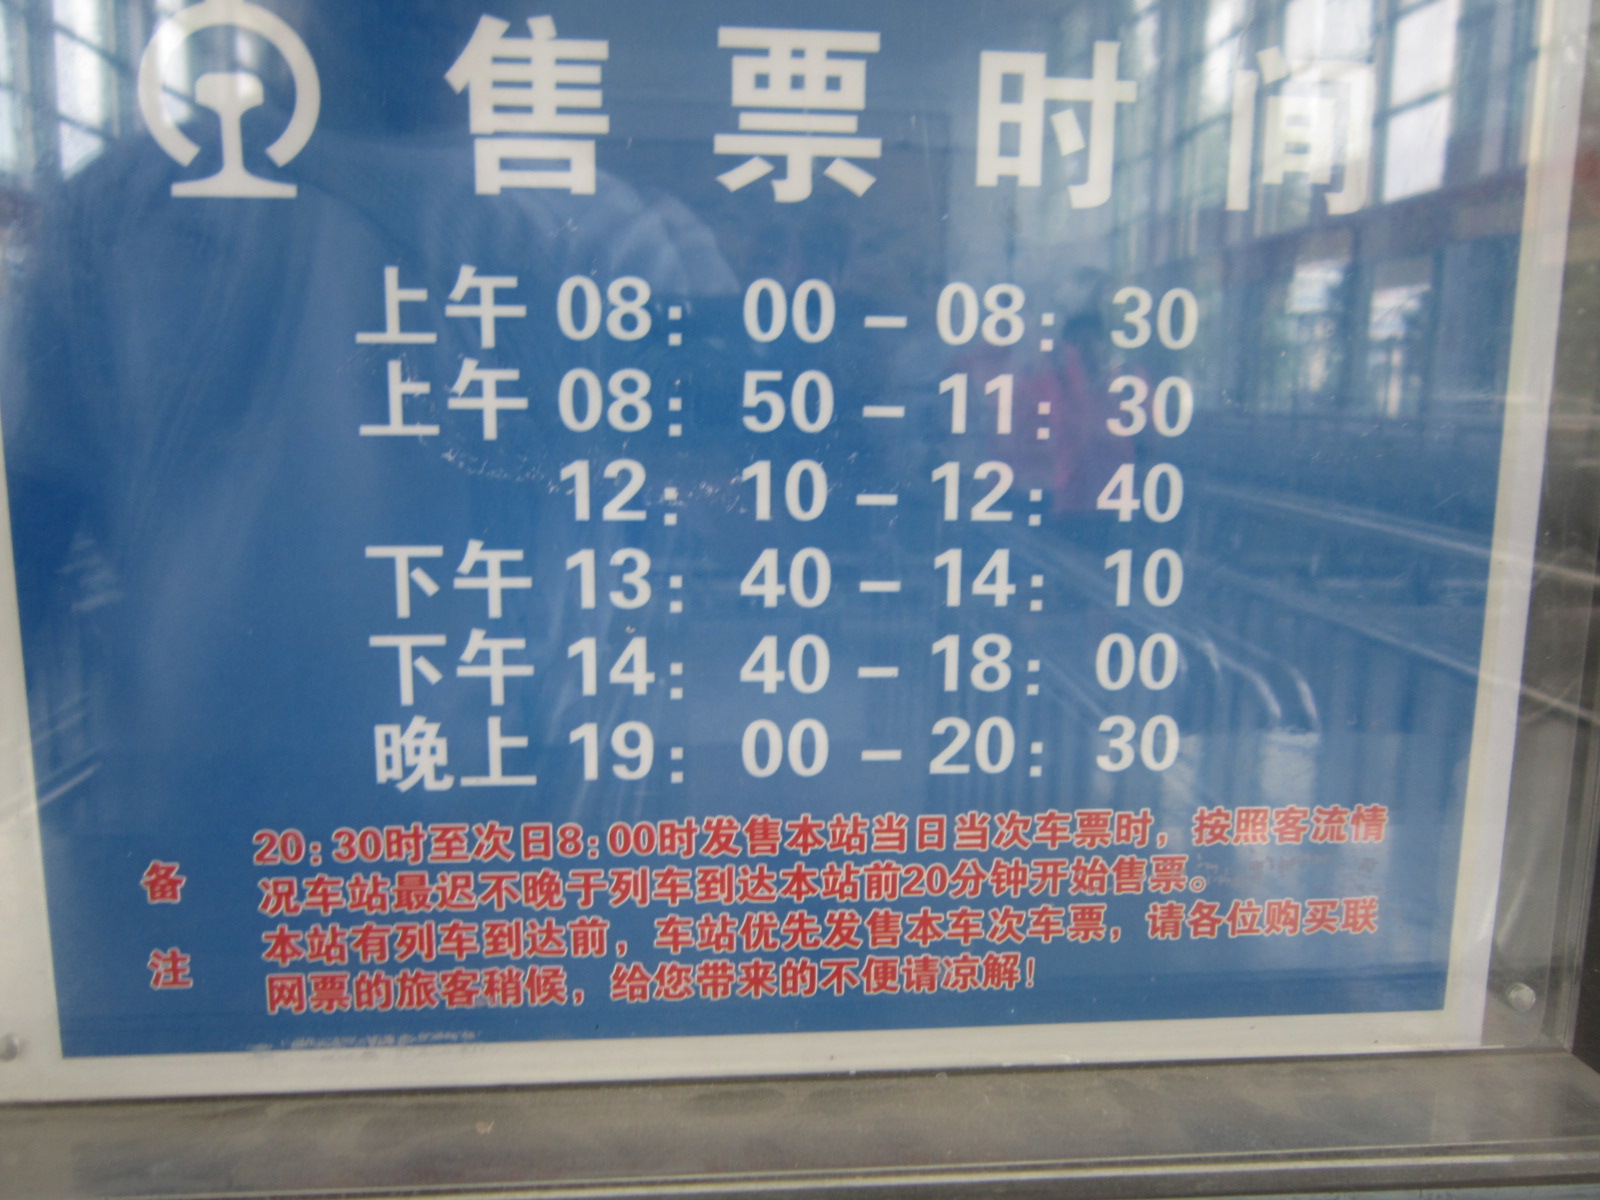 售票时间
上午 08：00－08：30
上午 08：50－11：30
12：10－12：40
下午 13：40－14：10
下午 14：40－18：00
晚上 19：00－20：30
备注
20：30时至次日8：00时发售本站当日当次车票时，按照客流情
况车站最迟不晚于列车到达本站前20分钟开始售票。
本站有列车到达前，车站优先发售本车次车票，请各位购买联
网票的旅客稍候，给您带来的不便请凉解！